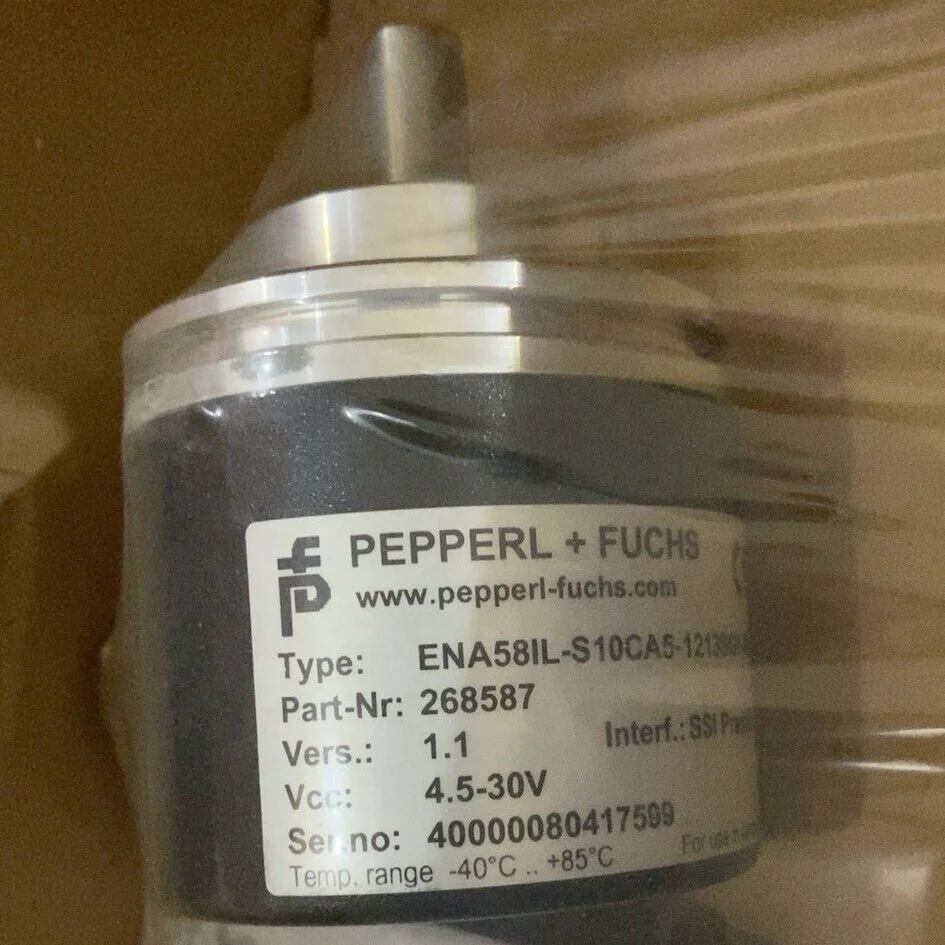 PEPPERL + FUCHS
www.pepperl-fuchs.com
Type: ENA58IL-S10CA5-1213
Part-Nr: 268587
Vers.: 1.1 Interf.: SSI
Vcc: 4.5-30V
Ser.no: 40000080417599
Temp. range -40°C .. +85°C For use